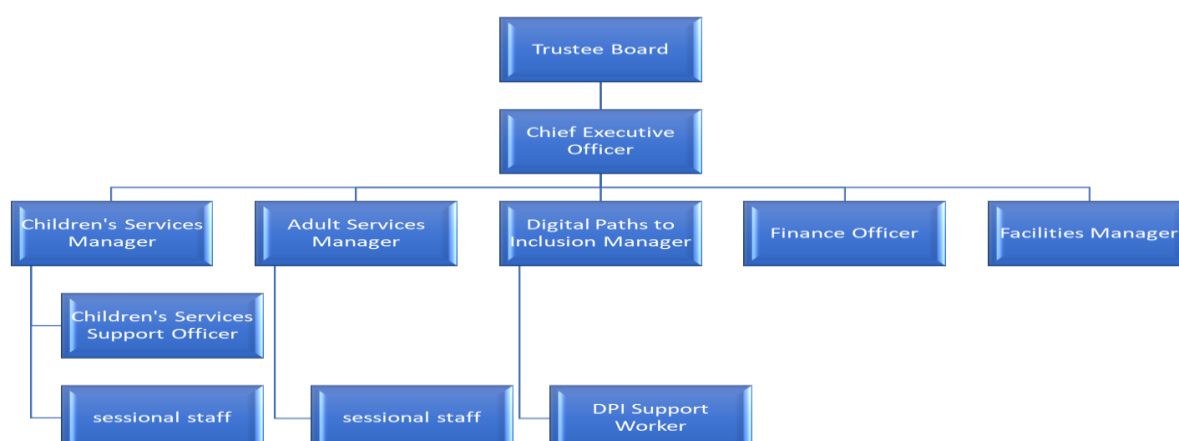 Trustee Board
Chief Executive
Officer
Children's Services
Manager
Adult Services
Manager
Digital Paths to
Inclusion Manager
Finance Officer
Facilities Manager
Children's Services
Support Officer
sessional staff
sessional staff
DPI Support
Worker